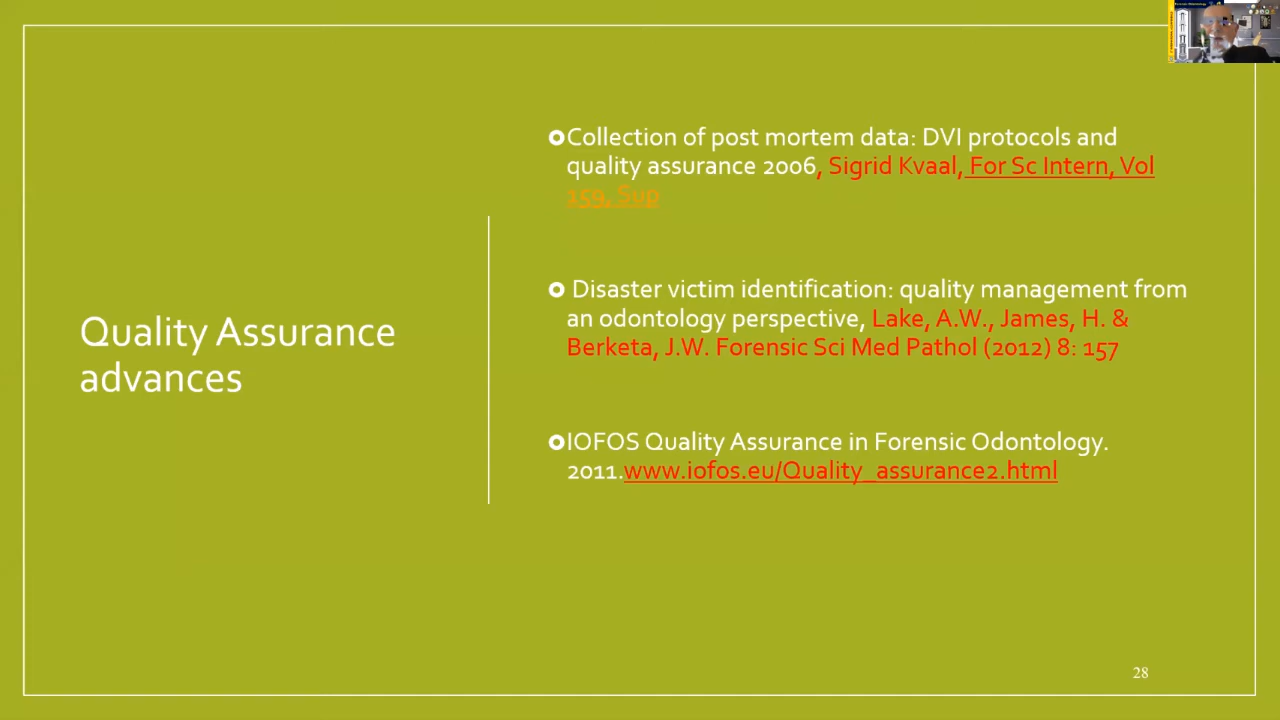 Quality Assurance
advances
Collection of post mortem data: DVI protocols and
quality assurance 2006, Sigrid Kvaal, For Sc Intern, Vol
159, Sup
Disaster victim identification: quality management from
an odontology perspective, Lake, A.W., James, H. &
Berketa, J.W. Forensic Sci Med Pathol (2012) 8: 157
IOFOS Quality Assurance in Forensic Odontology.
2011.www.iofos.eu/Quality_assurance2.html
28